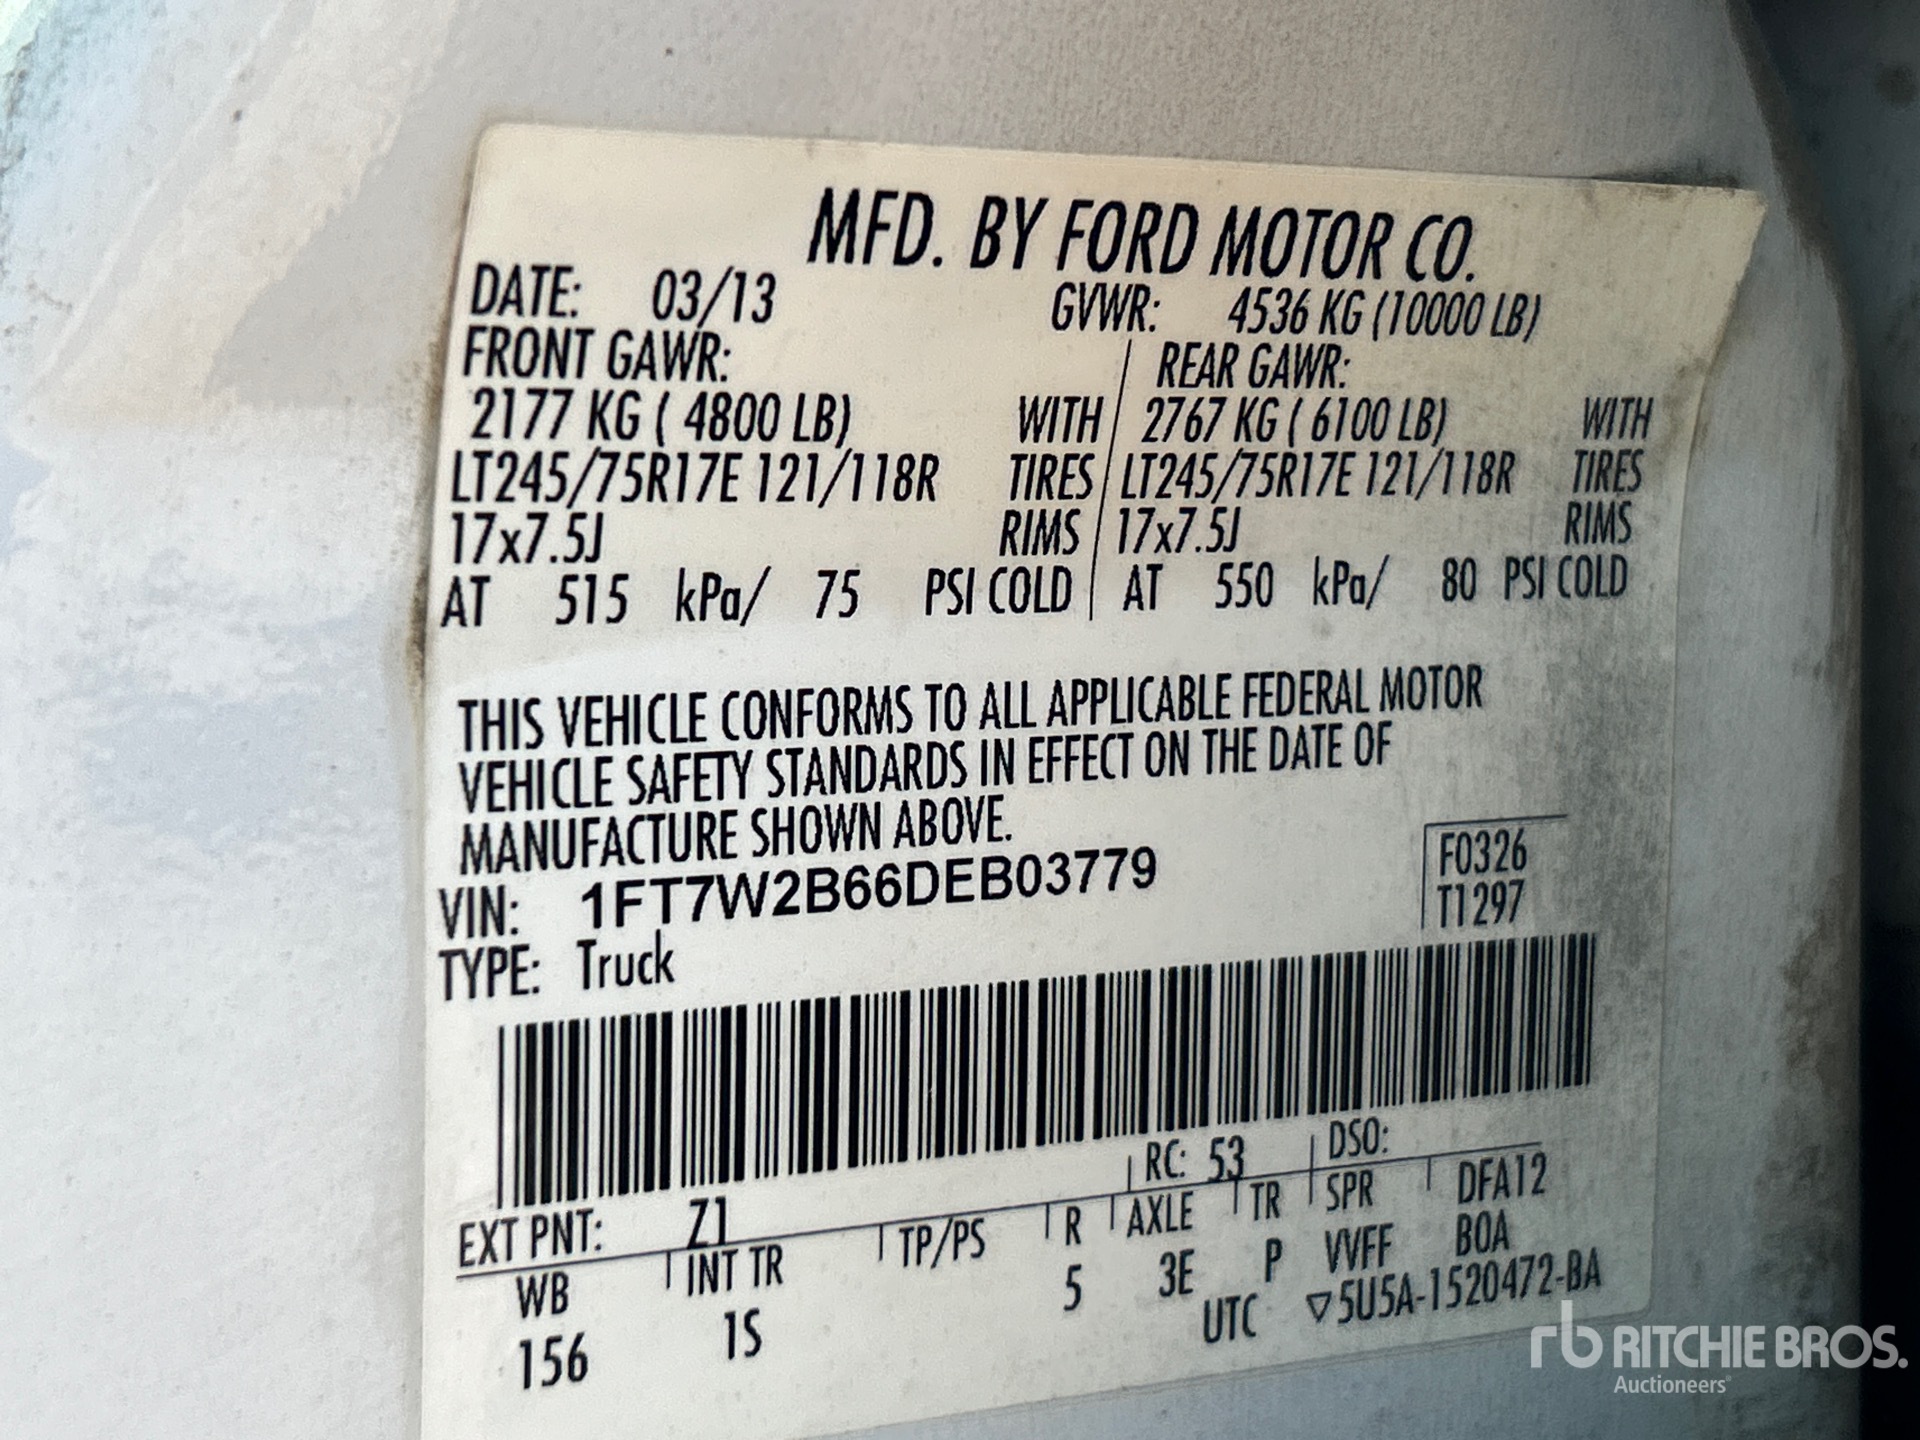 MFD. BY FORD MOTOR CO.
DATE: 03/13 GVWR: 4536 KG (10000 LB)
FRONT GAWR: REAR GAWR:
2177 KG ( 4800 LB) WITH 2767 KG ( 6100 LB) WITH
LT245/75R17E 121/118R TIRES LT245/75R17E 121/118R TIRES
17x7.5J RIMS 17x7.5J RIMS
AT 515 kPa/ 75 PSI COLD AT 550 kPa/ 80 PSI COLD
THIS VEHICLE CONFORMS TO ALL APPLICABLE FEDERAL MOTOR
VEHICLE SAFETY STANDARDS IN EFFECT ON THE DATE OF
MANUFACTURE SHOWN ABOVE.
VIN: 1FT7W2B66DEB03779
F0326
T1297
TYPE: Truck
RC: 53 DSO:
EXT PNT: Z1
WB INT TR TP/PS R AXLE TR SPR DFA12
156 1S 5 3E P VVFF BOA
UTC ▽5U5A-1520472-BA
rb RITCHIE BROS.
Auctioneers